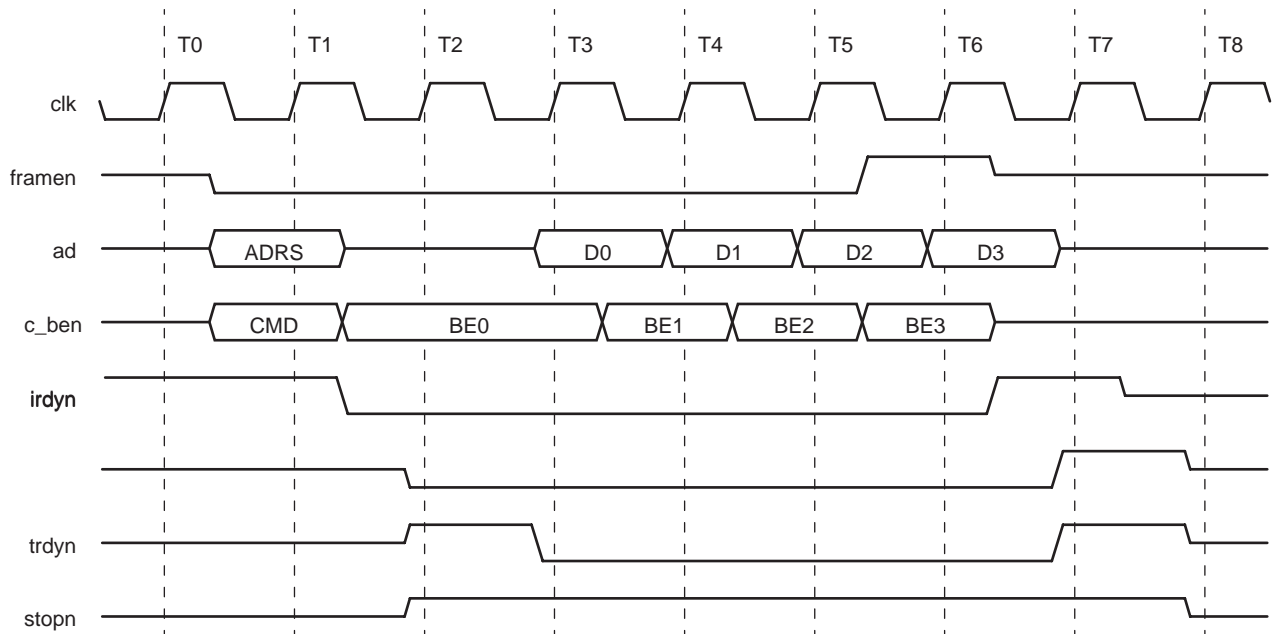 T0 T1 T2 T3 T4 T5 T6 T7 T8
clk
framen
ad ADRS D0 D1 D2 D3
c_ben CMD BE0 BE1 BE2 BE3
irdyn
trdyn
stopn